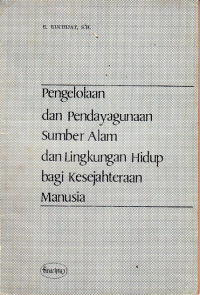 Pengelolaan
dan Pendayagunaan
Sumber Alam
dan Lingkungan Hidup
bagi Kesejahteraan
Manusia